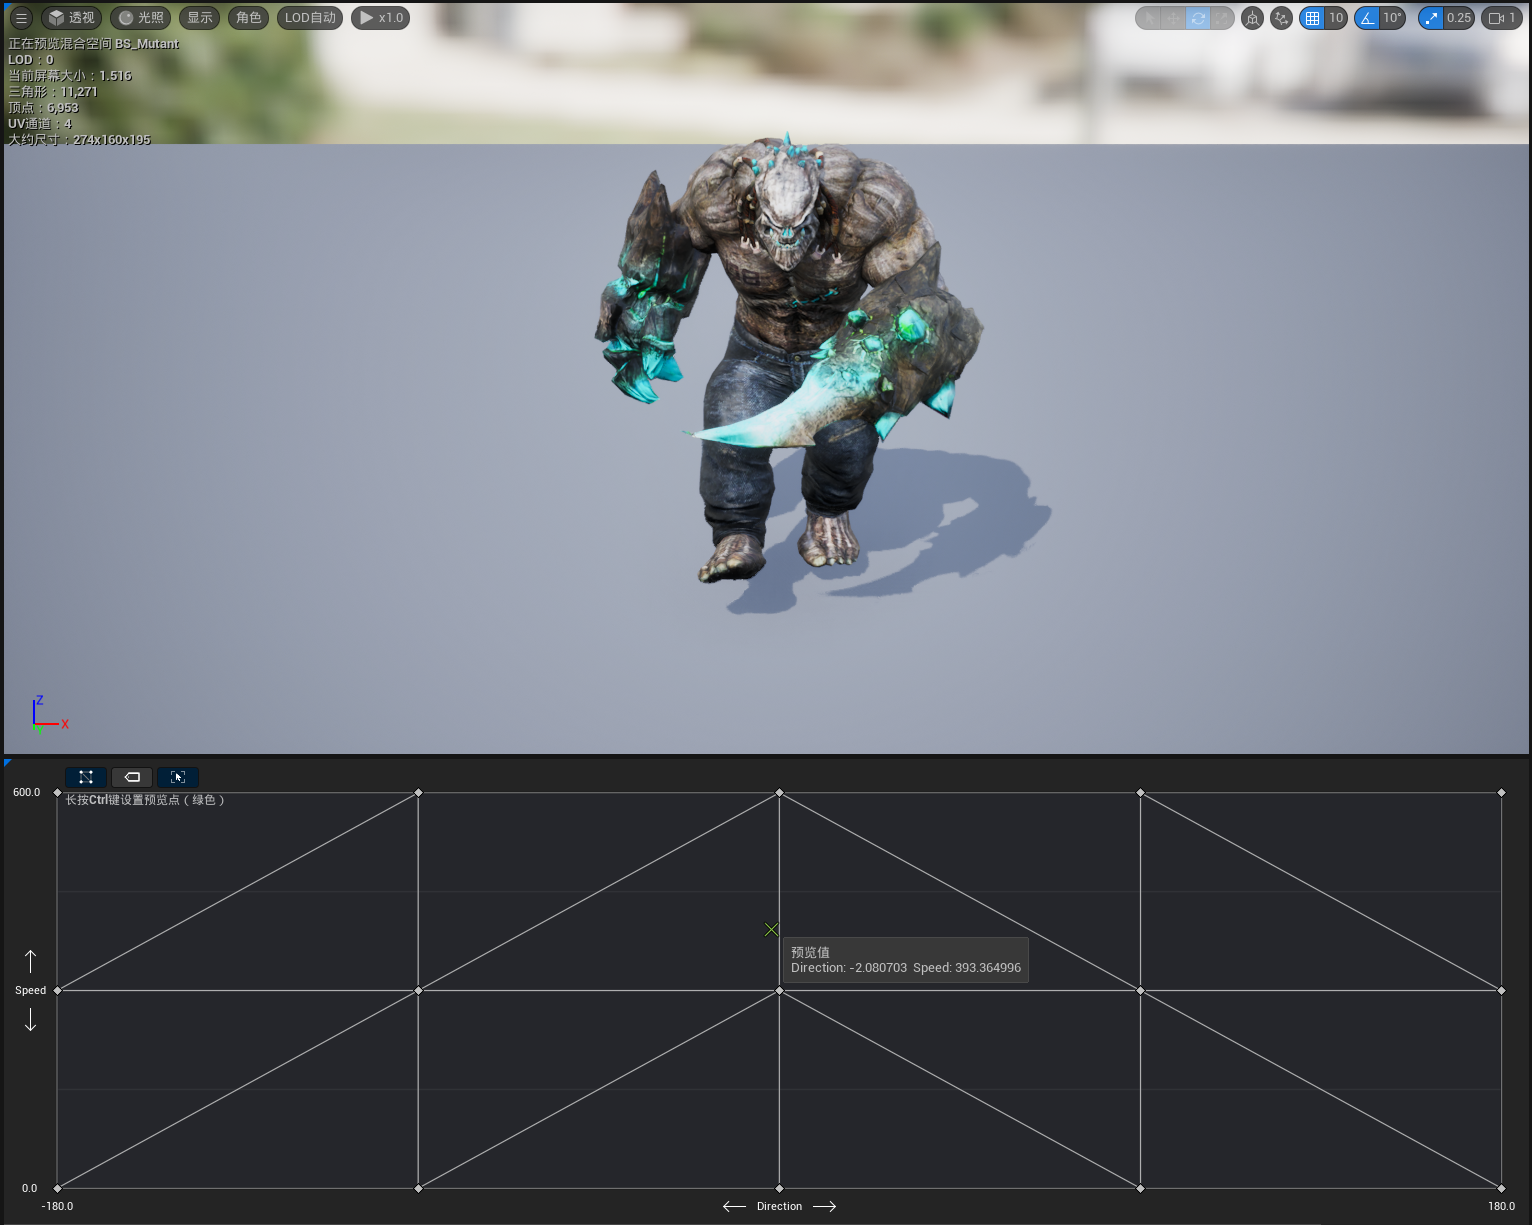 透视 光照 显示 角色 LOD自动 x1.0 10 10° 0.25 1
正在预览混合空间 BS_Mutant
LOD：0
当前屏幕大小：1.516
三角形：11,271
顶点：6,953
UV通道：4
大约尺寸：274x160x195
Z
X
Y
600.0
长按Ctrl键设置预览点（绿色）
预览值
Direction: -2.080703 Speed: 393.364996
Speed
0.0
-180.0
Direction
180.0